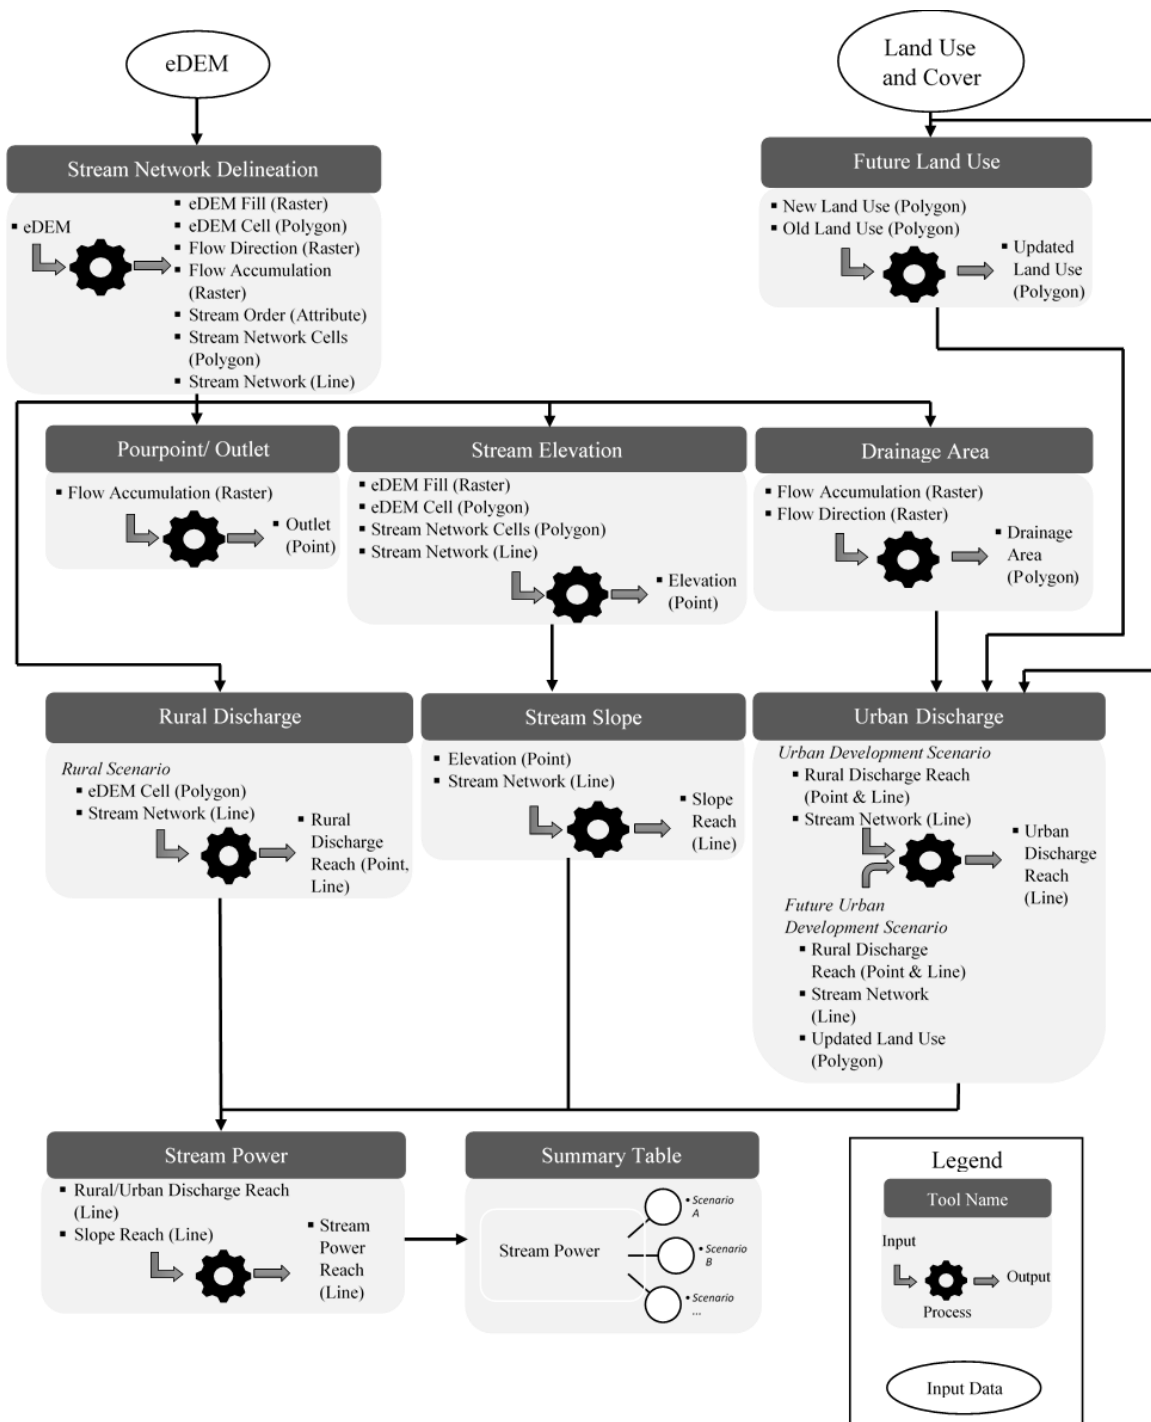 eDEM
Land Use
and Cover
Stream Network Delineation
▪ eDEM
▪ eDEM Fill (Raster)
▪ eDEM Cell (Polygon)
▪ Flow Direction (Raster)
▪ Flow Accumulation
(Raster)
▪ Stream Order (Attribute)
▪ Stream Network Cells
(Polygon)
▪ Stream Network (Line)
Future Land Use
▪ New Land Use (Polygon)
▪ Old Land Use (Polygon)
▪ Updated
Land Use
(Polygon)
Pourpoint/ Outlet
▪ Flow Accumulation (Raster)
▪ Outlet
(Point)
Stream Elevation
▪ eDEM Fill (Raster)
▪ eDEM Cell (Polygon)
▪ Stream Network Cells (Polygon)
▪ Stream Network (Line)
▪ Elevation
(Point)
Drainage Area
▪ Flow Accumulation (Raster)
▪ Flow Direction (Raster)
▪ Drainage
Area
(Polygon)
Rural Discharge
Rural Scenario
▪ eDEM Cell (Polygon)
▪ Stream Network (Line)
▪ Rural
Discharge
Reach (Point,
Line)
Stream Slope
▪ Elevation (Point)
▪ Stream Network (Line)
▪ Slope
Reach
(Line)
Urban Discharge
Urban Development Scenario
▪ Rural Discharge Reach
(Point & Line)
▪ Stream Network (Line)
▪ Urban
Discharge
Reach
(Line)
Future Urban
Development Scenario
▪ Rural Discharge
Reach (Point & Line)
▪ Stream Network
(Line)
▪ Updated Land Use
(Polygon)
Stream Power
▪ Rural/Urban Discharge Reach
(Line)
▪ Slope Reach (Line)
▪ Stream
Power
Reach
(Line)
Summary Table
Stream Power
• Scenario
A
• Scenario
B
• Scenario
...
Legend
Tool Name
Input
Output
Process
Input Data